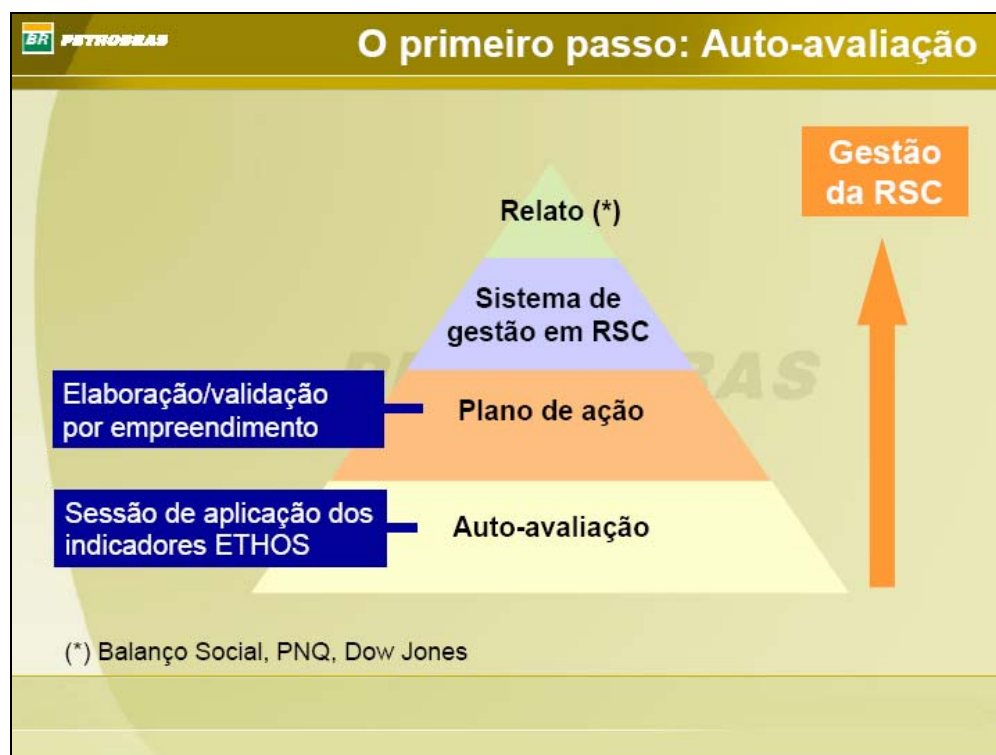 BR PETROBRAS
O primeiro passo: Auto-avaliação
Gestão
da RSC
Relato (*)
Sistema de
gestão em RSC
Elaboração/validação
por empreendimento
Plano de ação
Sessão de aplicação dos
indicadores ETHOS
Auto-avaliação
PETROBRAS
(*) Balanço Social, PNQ, Dow Jones